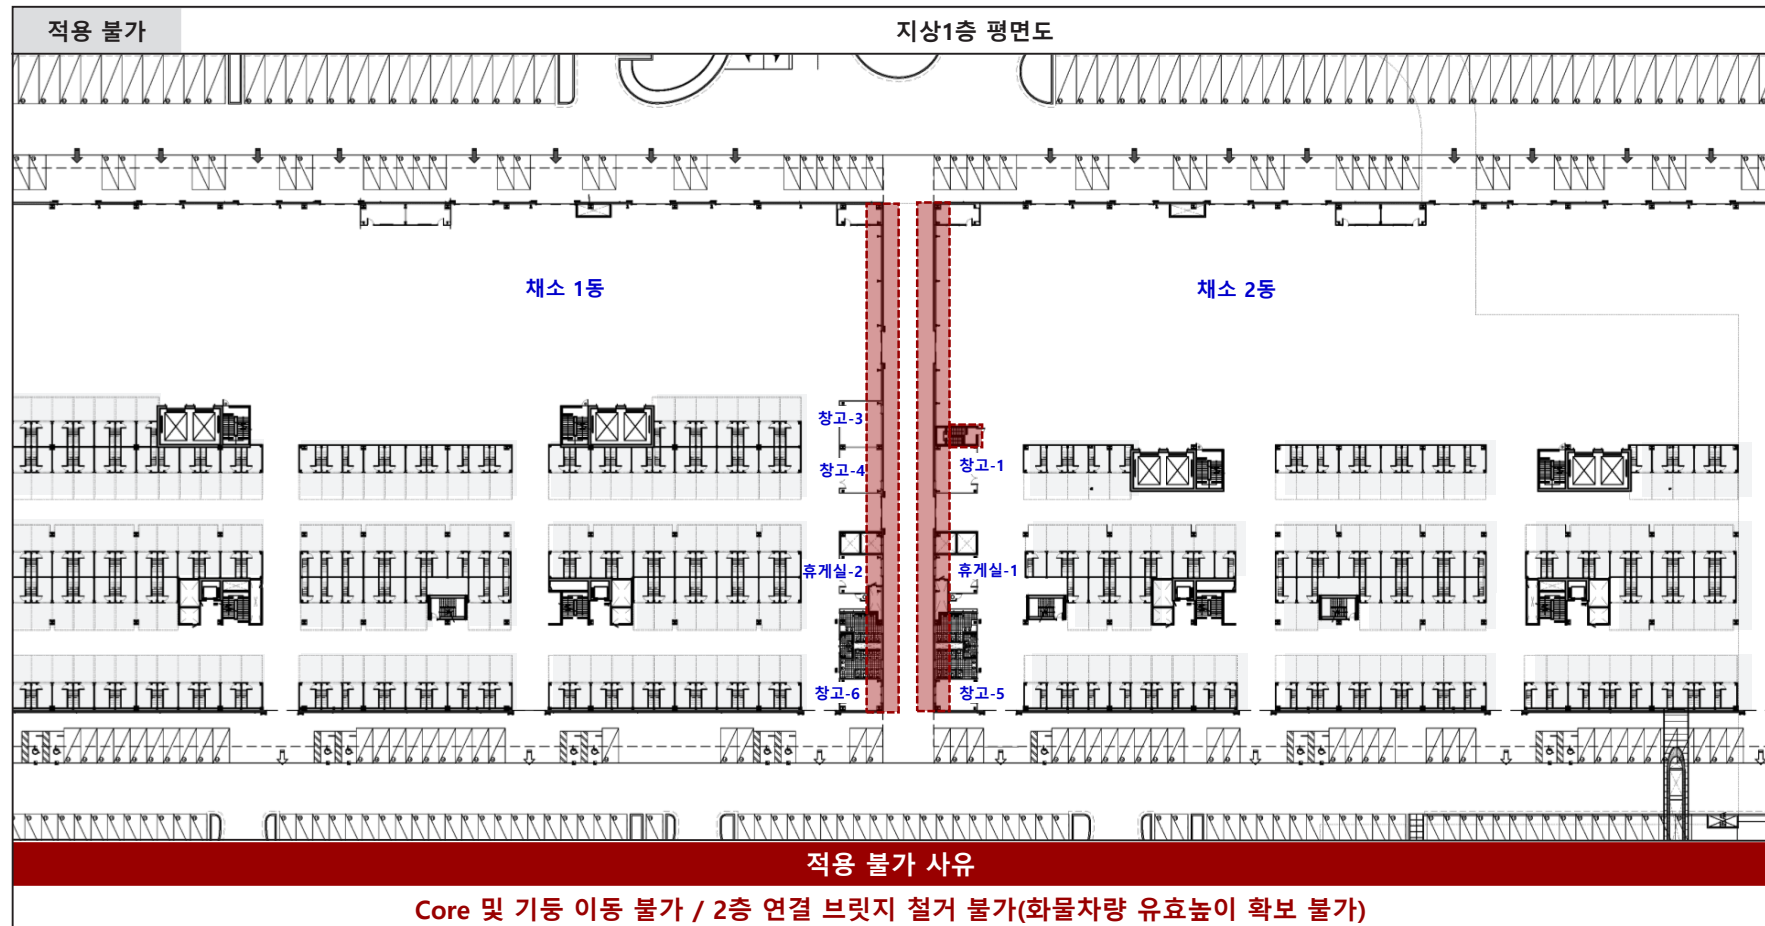 적용 불가
지상1층 평면도
채소 1동
채소 2동
창고-3
창고-4
창고-1
휴게실-2
휴게실-1
창고-6
창고-5
적용 불가 사유
Core 및 기둥 이동 불가 / 2층 연결 브릿지 철거 불가(화물차량 유효높이 확보 불가)